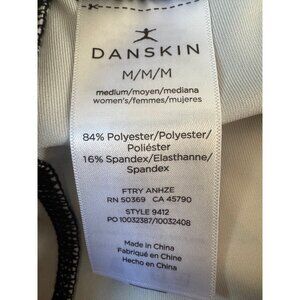 DANSKIN
M/M/M
medium/moyen/mediana
women's/femmes/mujeres
84% Polyester/Polyester/
Poliéster
16% Spandex/Elasthanne/
Spandex
FTRY ANHZE
RN 50369 CA 45790
STYLE 9412
PO 10032387/10032408
Made in China
Fabriqué en Chine
Hecho en China